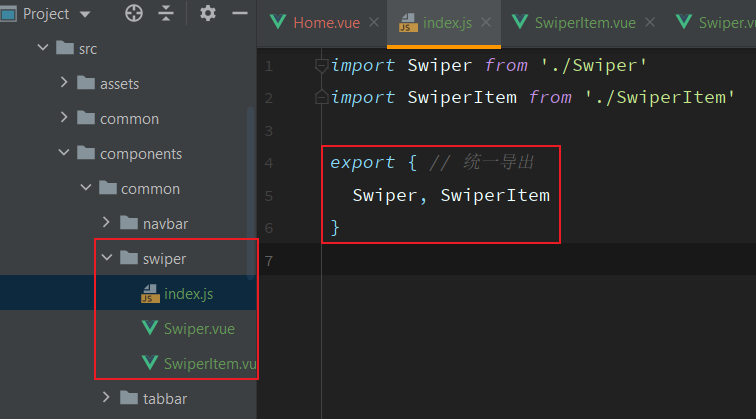 Project
Home.vue
index.js
SwiperItem.vue
Swiper.v
src
assets
common
components
common
navbar
swiper
index.js
Swiper.vue
SwiperItem.vu
tabbar
1 import Swiper from './Swiper'
2 import SwiperItem from './SwiperItem'
3
4 export { // 统一导出
5 Swiper, SwiperItem
6 }
7